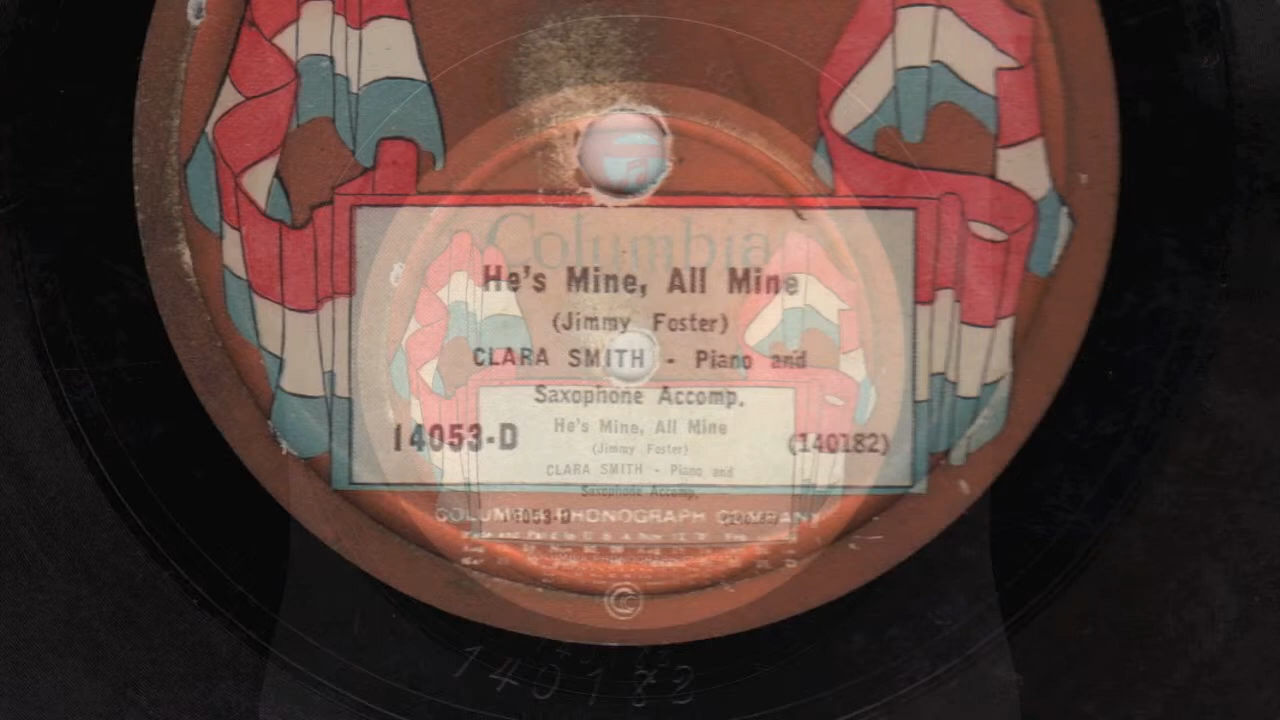 Columbia
He's Mine, All Mine
(Jimmy Foster)
CLARA SMITH - Piano and
Saxophone Accomp.
14053-D
(140182)
He's Mine, All Mine
(Jimmy Foster)
CLARA SMITH - Piano and
Saxophone Accomp.
14053-D
COLUMBIA PHONOGRAPH COMPANY
140182